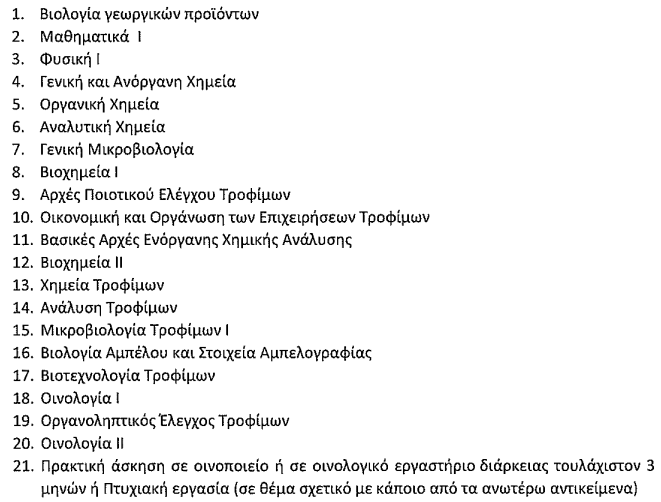 1. Βιολογία γεωργικών προϊόντων
2. Μαθηματικά Ι
3. Φυσική Ι
4. Γενική και Ανόργανη Χημεία
5. Οργανική Χημεία
6. Αναλυτική Χημεία
7. Γενική Μικροβιολογία
8. Βιοχημεία Ι
9. Αρχές Ποιοτικού Ελέγχου Τροφίμων
10. Οικονομική και Οργάνωση των Επιχειρήσεων Τροφίμων
11. Βασικές Αρχές Ενόργανης Χημικής Ανάλυσης
12. Βιοχημεία ΙΙ
13. Χημεία Τροφίμων
14. Ανάλυση Τροφίμων
15. Μικροβιολογία Τροφίμων Ι
16. Βιολογία Αμπέλου και Στοιχεία Αμπελογραφίας
17. Βιοτεχνολογία Τροφίμων
18. Οινολογία Ι
19. Οργανοληπτικός Έλεγχος Τροφίμων
20. Οινολογία ΙΙ
21. Πρακτική άσκηση σε οινοποιείο ή σε οινολογικό εργαστήριο διάρκειας τουλάχιστον 3
μηνών ή Πτυχιακή εργασία (σε θέμα σχετικό με κάποιο από τα ανωτέρω αντικείμενα)